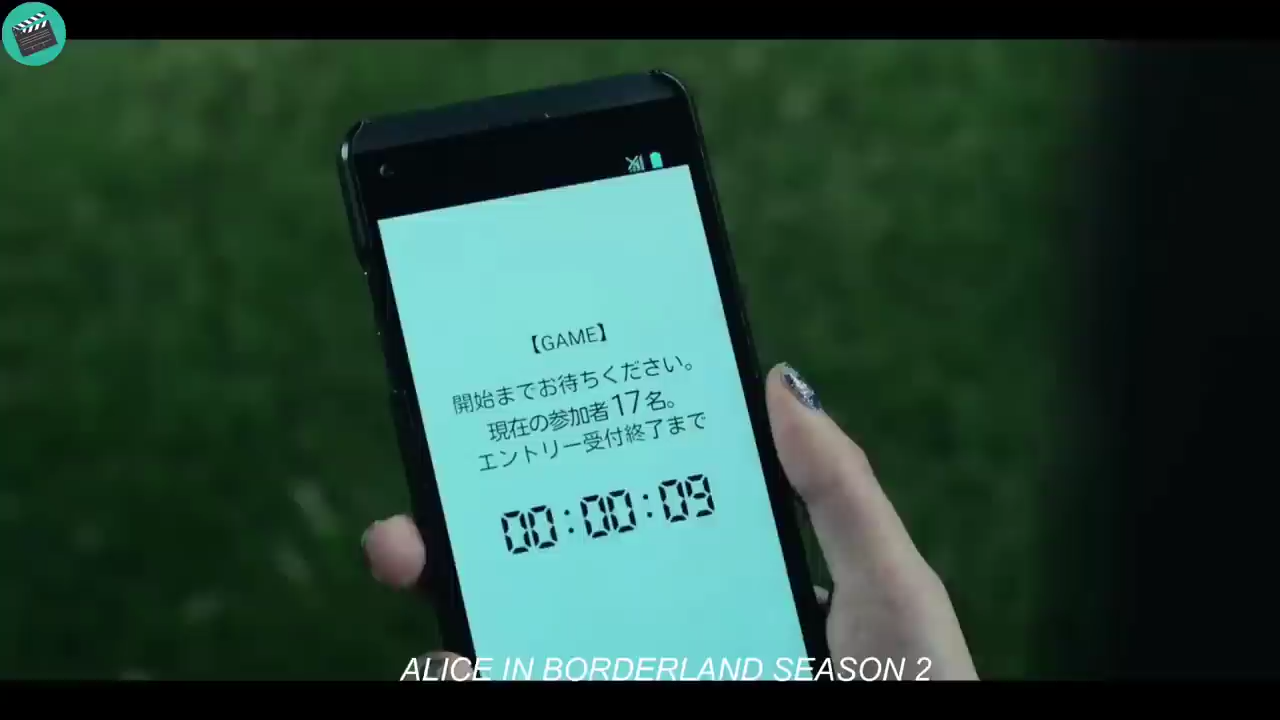 【GAME】
開始までお待ちください。
現在の参加者17名。
エントリー受付終了まで
00:00:09
ALICE IN BORDERLAND SEASON 2